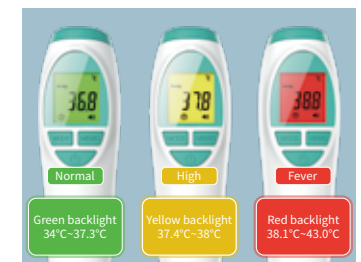 36.8
37.8
38.8
Normal
High
Fever
Green backlight
34°C~37.3°C
Yellow backlight
37.4°C~38°C
Red backlight
38.1°C~43.0°C